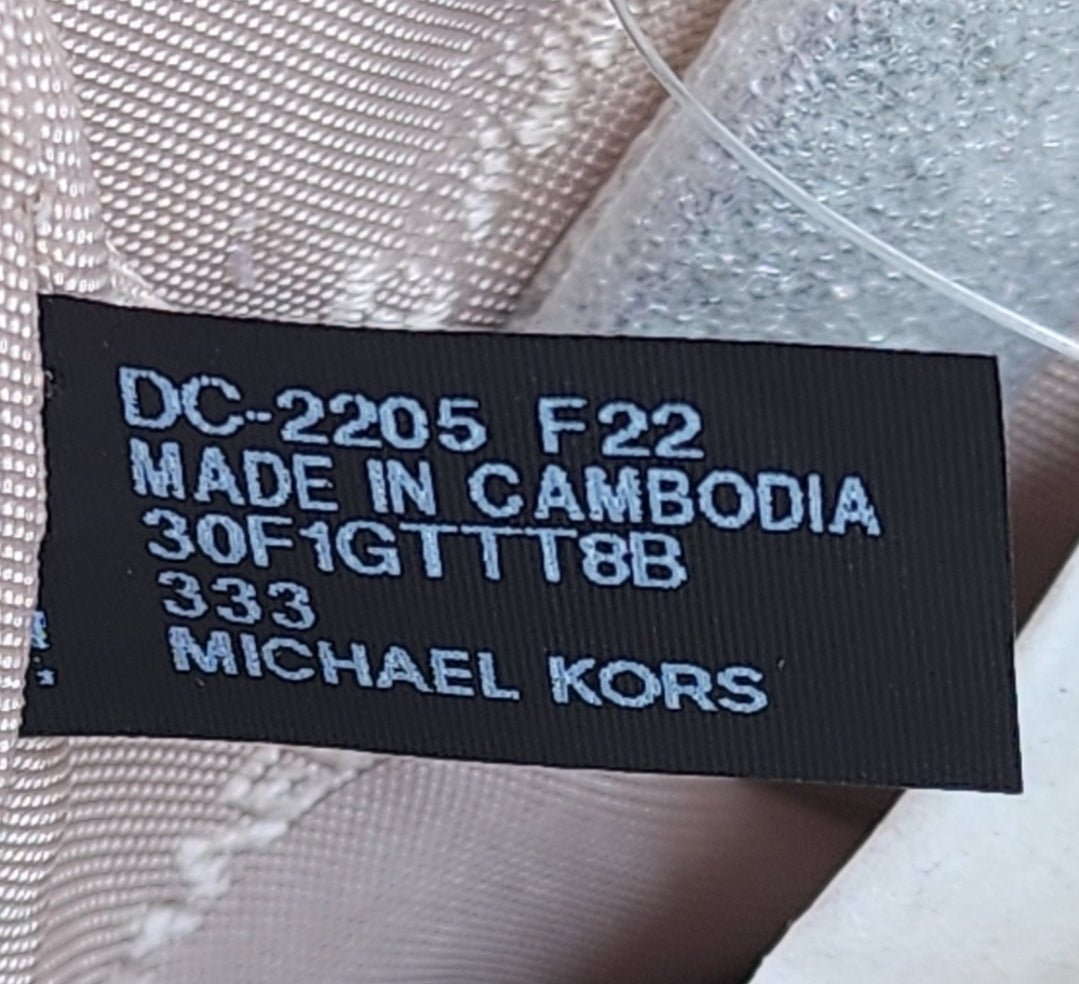 DC-2205 F22
MADE IN CAMBODIA
30F1GTTT8B
333
MICHAEL KORS